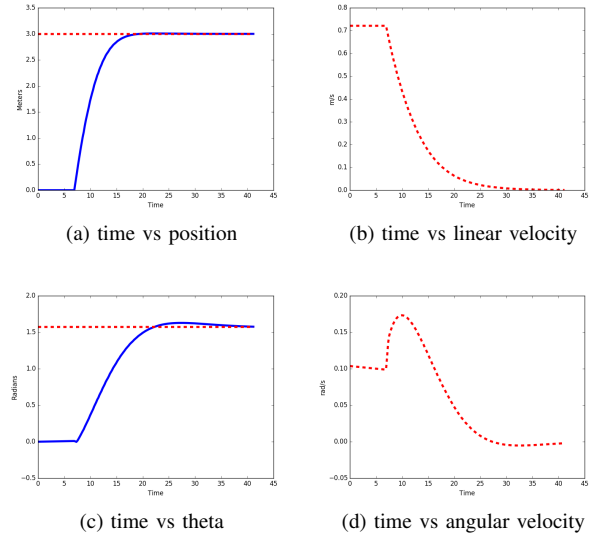 3.5
3.0
2.5
2.0
1.5
1.0
0.5
0.0
Meters
0 5 10 15 20 25 30 35 40 45
Time
(a) time vs position
0.8
0.7
0.6
0.5
0.4
0.3
0.2
0.1
0.0
m/s
0 5 10 15 20 25 30 35 40 45
Time
(b) time vs linear velocity
2.0
1.5
1.0
0.5
0.0
−0.5
Radians
0 5 10 15 20 25 30 35 40 45
Time
(c) time vs theta
0.20
0.15
0.10
0.05
0.00
−0.05
rad/s
0 5 10 15 20 25 30 35 40 45
Time
(d) time vs angular velocity